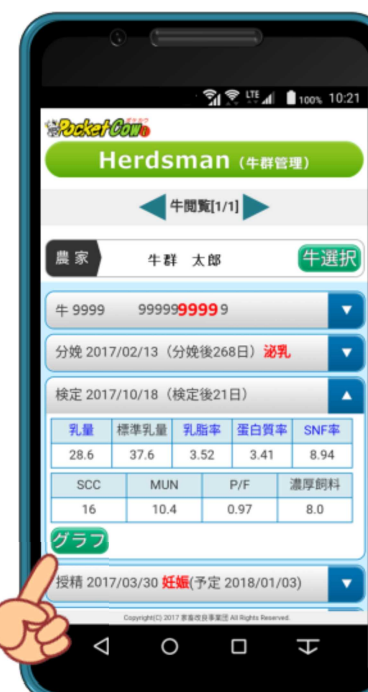 LTE 100% 10:21
PocketCow
Herdsman (牛群管理)
牛閲覧[1/1]
農家 牛群 太郎 牛選択
牛 9999 9999999999
分娩 2017/02/13 (分娩後268日) 泌乳
検定 2017/10/18 (検定後21日)
乳量 標準乳量 乳脂率 蛋白質率 SNF率
28.6 37.6 3.52 3.41 8.94
SCC MUN P/F 濃厚飼料
16 10.4 0.97 8.0
グラフ
授精 2017/03/30 妊娠(予定 2018/01/03)
Copyright(C) 2017 家畜改良事業団 All Rights Reserved.